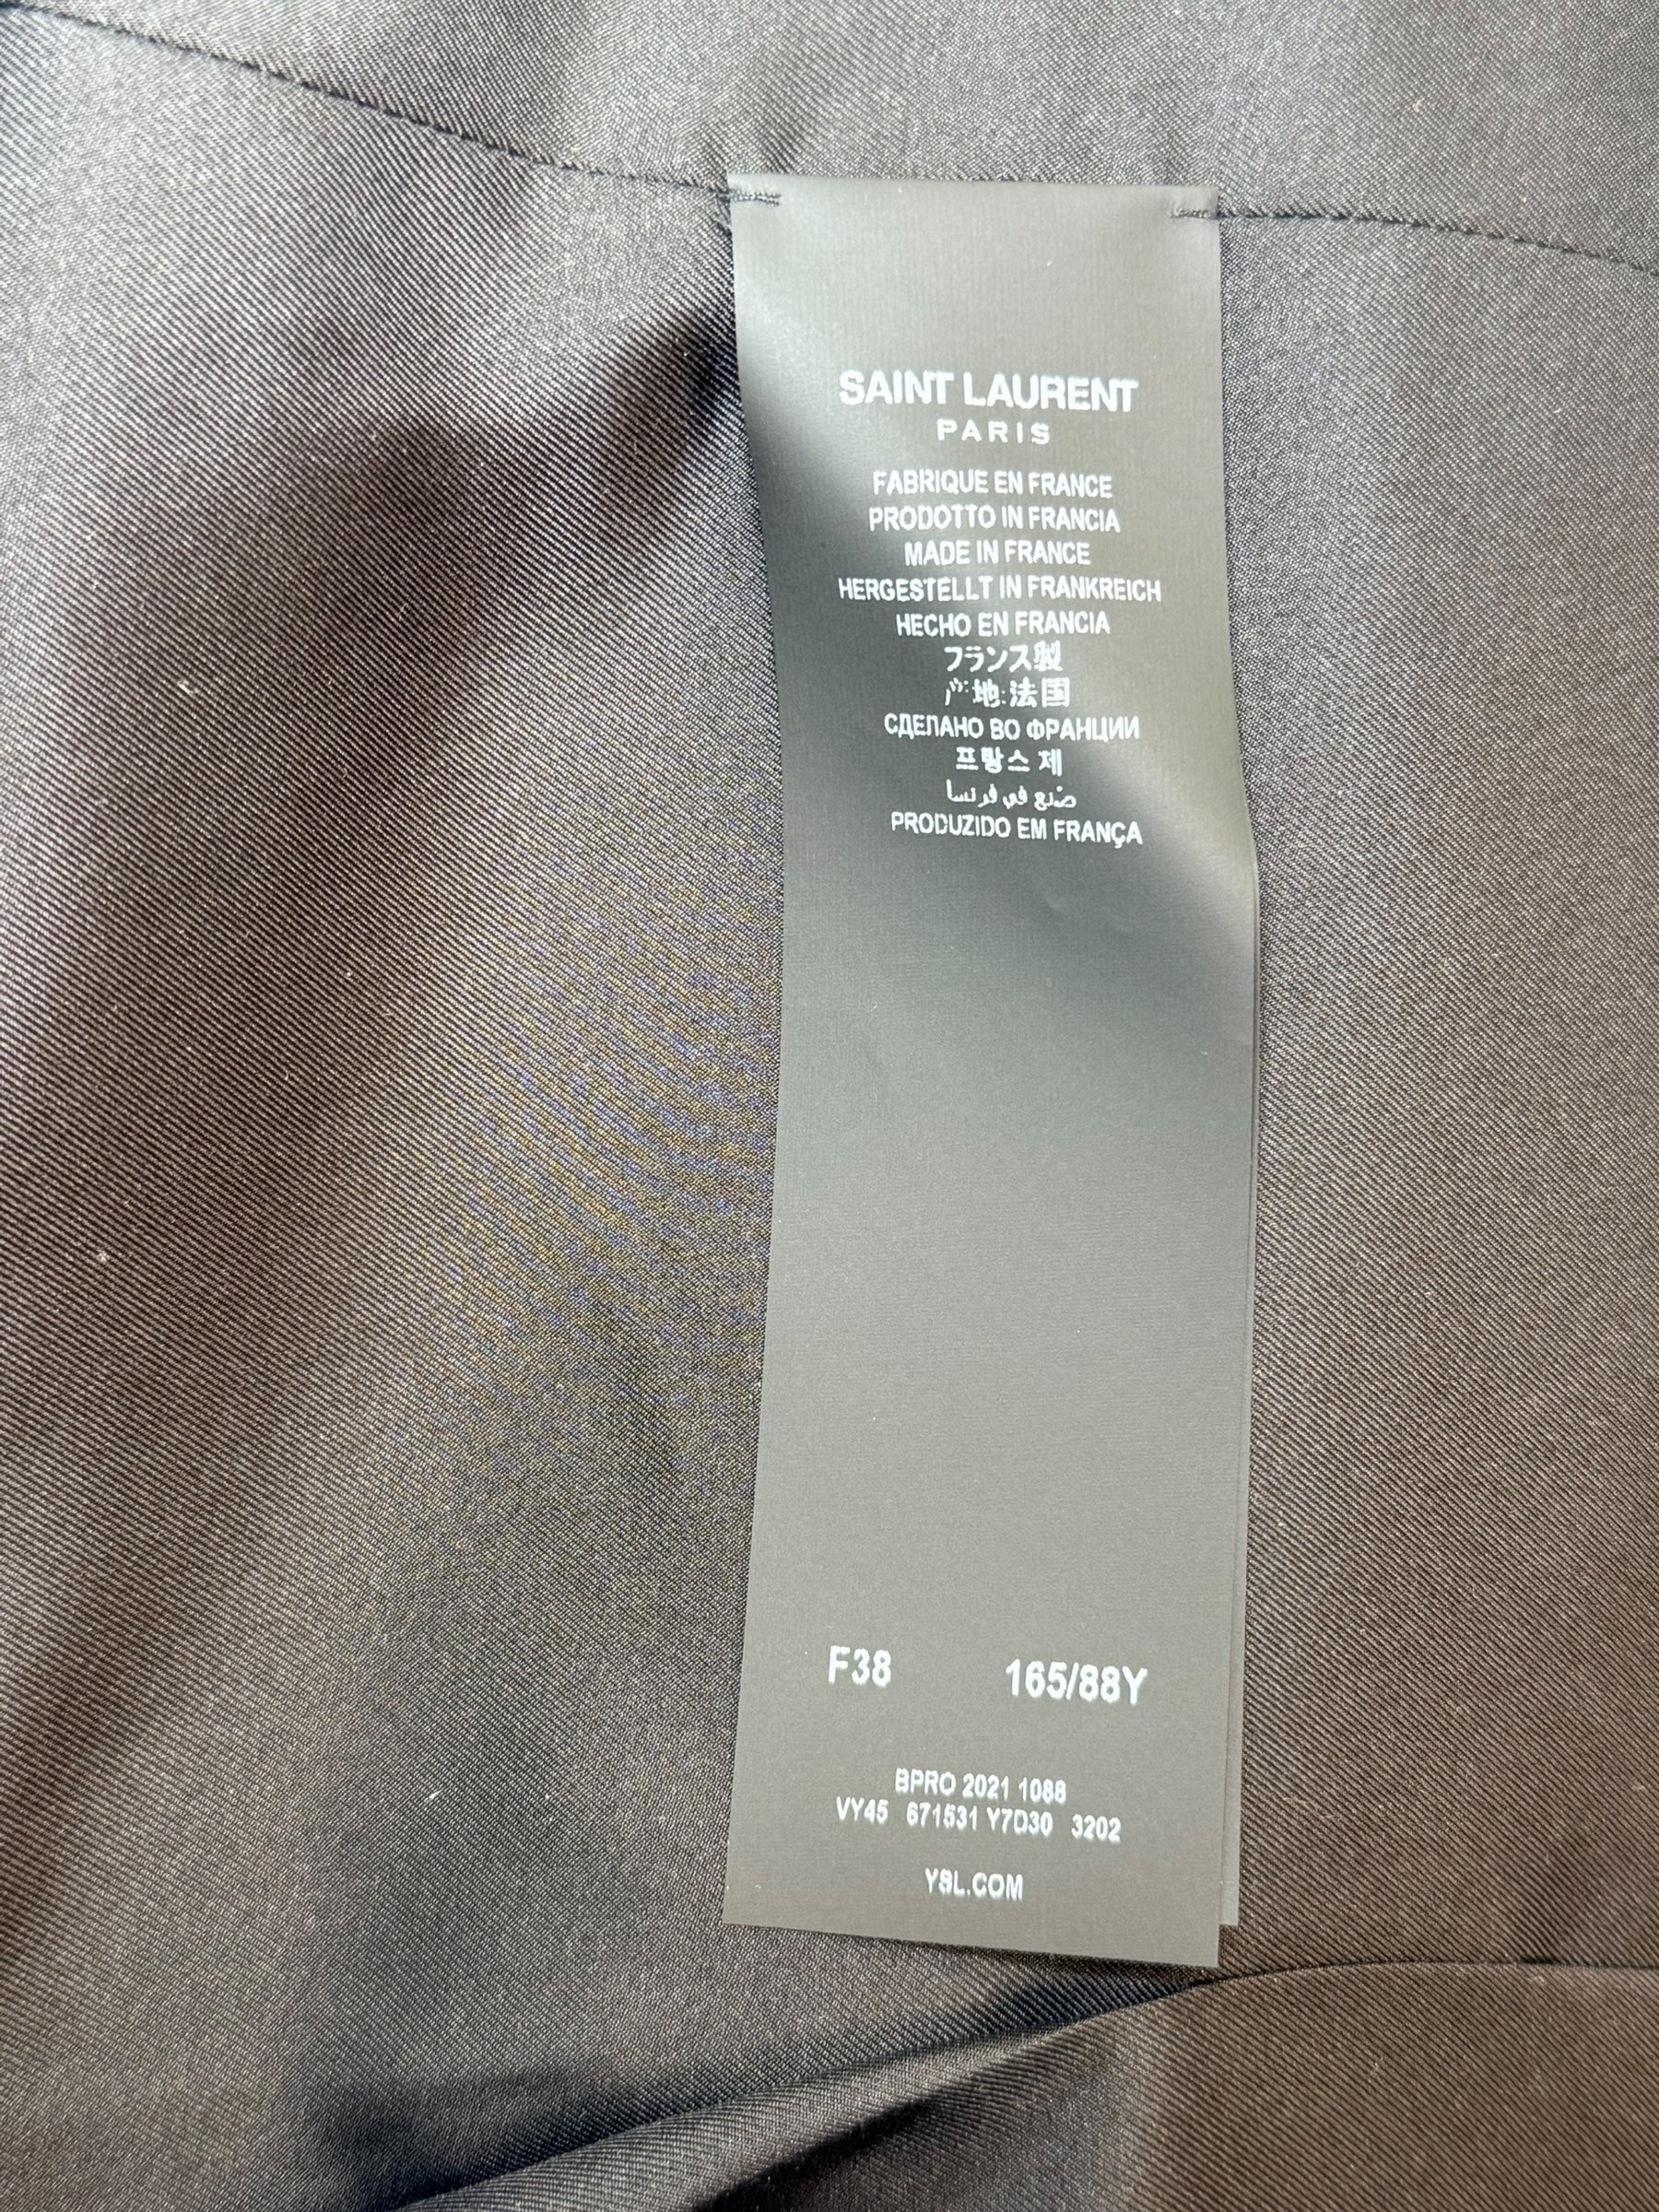 SAINT LAURENT
PARIS
FABRIQUE EN FRANCE
PRODOTTO IN FRANCIA
MADE IN FRANCE
HERGESTELLT IN FRANKREICH
HECHO EN FRANCIA
フランス製
产地:法国
СДЕЛАНО ВО ФРАНЦИИ
프랑스 제
صنع في فرنسا
PRODUZIDO EM FRANÇA
F38 165/88Y
BPRO 2021 1088
VY45 671531 Y7D30 3202
YSL.COM